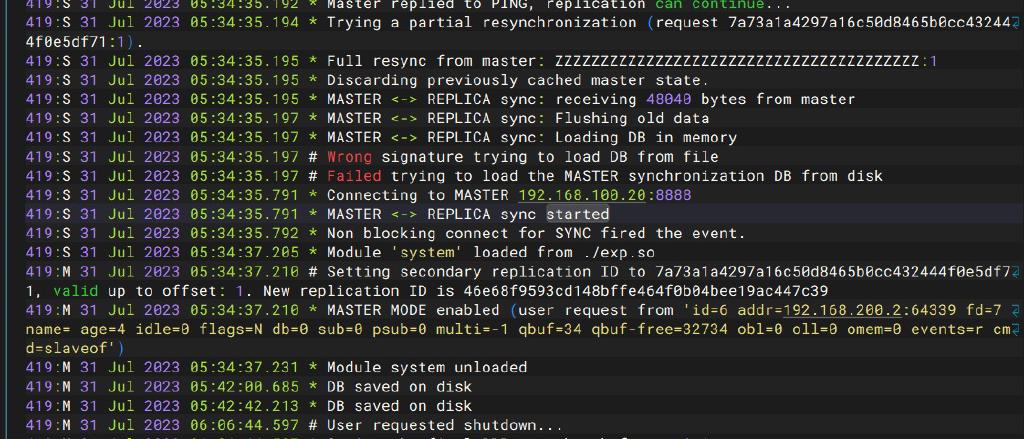 419:S 31 Jul 2023 05:34:35.192 * Master replied to PING, replication can continue...
419:S 31 Jul 2023 05:34:35.194 * Trying a partial resynchronization (request 7a73a1a4297a16c50d8465b0cc43244
4f0e5df71:1).
419:S 31 Jul 2023 05:34:35.195 * Full resync from master: ZZZZZZZZZZZZZZZZZZZZZZZZZZZZZZZZZZZZZZZZ:1
419:S 31 Jul 2023 05:34:35.195 * Discarding previously cached master state.
419:S 31 Jul 2023 05:34:35.195 * MASTER <-> REPLICA sync: receiving 48040 bytes from master
419:S 31 Jul 2023 05:34:35.197 * MASTER <-> REPLICA sync: Flushing old data
419:S 31 Jul 2023 05:34:35.197 * MASTER <-> REPLICA sync: Loading DB in memory
419:S 31 Jul 2023 05:34:35.197 # Wrong signature trying to load DB from file
419:S 31 Jul 2023 05:34:35.197 # Failed trying to load the MASTER synchronization DB from disk
419:S 31 Jul 2023 05:34:35.791 * Connecting to MASTER 192.168.100.20:8888
419:S 31 Jul 2023 05:34:35.791 * MASTER <-> REPLICA sync started
419:S 31 Jul 2023 05:34:35.792 * Non blocking connect for SYNC fired the event.
419:S 31 Jul 2023 05:34:37.205 * Module 'system' loaded from ./exp.so
419:M 31 Jul 2023 05:34:37.210 # Setting secondary replication ID to 7a73a1a4297a16c50d8465b0cc432444f0e5df7
1, valid up to offset: 1. New replication ID is 46e68f9593cd148bffe464f0b04bee19ac447c39
419:M 31 Jul 2023 05:34:37.210 * MASTER MODE enabled (user request from 'id=6 addr=192.168.200.2:64339 fd=7
name= age=4 idle=0 flags=N db=0 sub=0 psub=0 multi=-1 qbuf=34 qbuf-free=32734 obl=0 oll=0 omem=0 events=r cm
d=slaveof')
419:M 31 Jul 2023 05:34:37.231 * Module system unloaded
419:M 31 Jul 2023 05:42:00.685 * DB saved on disk
419:M 31 Jul 2023 05:42:42.213 * DB saved on disk
419:M 31 Jul 2023 06:06:44.597 # User requested shutdown...